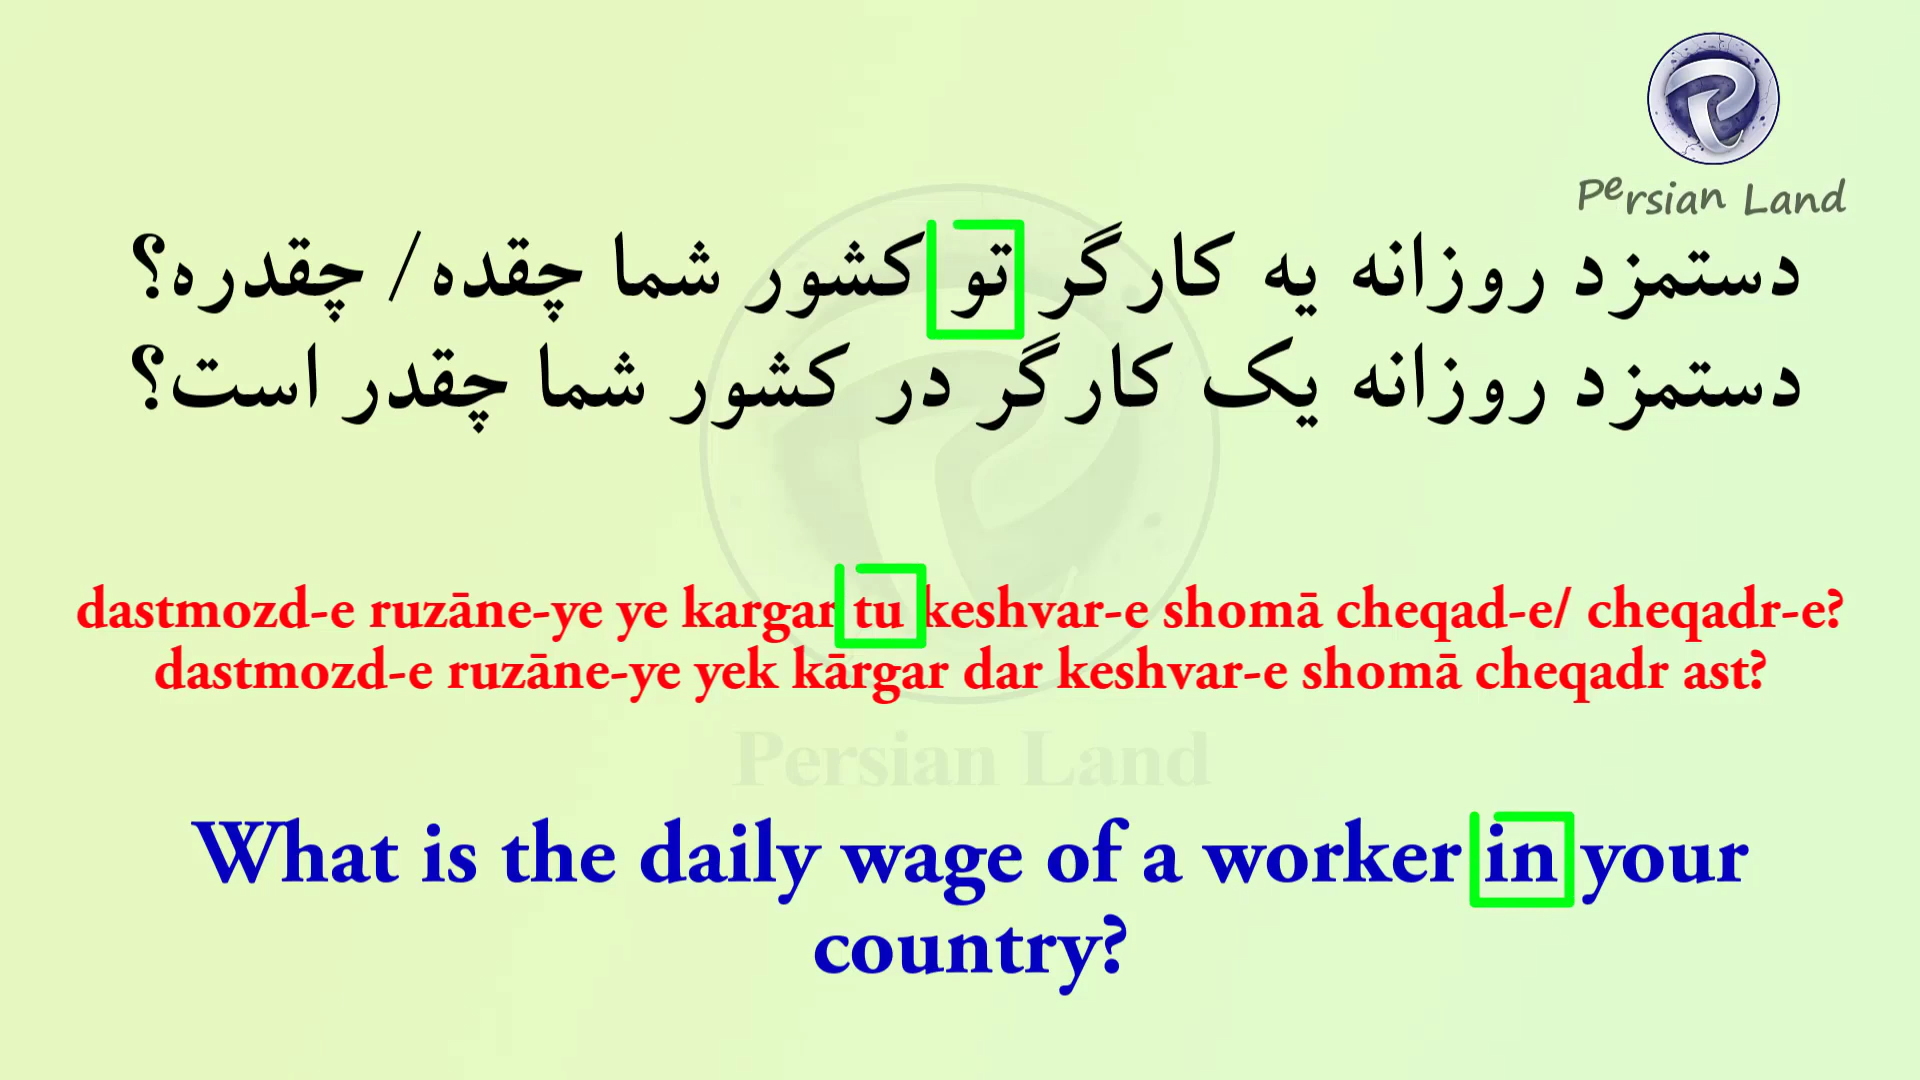 Persian Land
دستمزد روزانه یه کارگر تو کشور شما چقده/ چقدره؟
دستمزد روزانه یک کارگر در کشور شما چقدر است؟
dastmozd-e ruzāne-ye ye kargar tu keshvar-e shomā cheqad-e/ cheqadr-e?
dastmozd-e ruzāne-ye yek kārgar dar keshvar-e shomā cheqadr ast?
Persian Land
What is the daily wage of a worker in your
country?